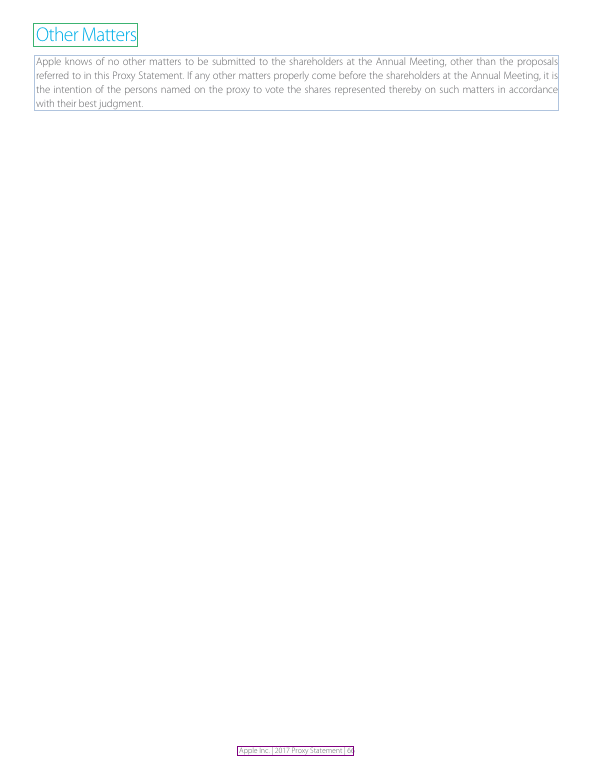 Other Matters
Apple knows of no other matters to be submitted to the shareholders at the Annual Meeting, other than the proposals
referred to in this Proxy Statement. If any other matters properly come before the shareholders at the Annual Meeting, it is
the intention of the persons named on the proxy to vote the shares represented thereby on such matters in accordance
with their best judgment.
Apple Inc. | 2017 Proxy Statement | 66